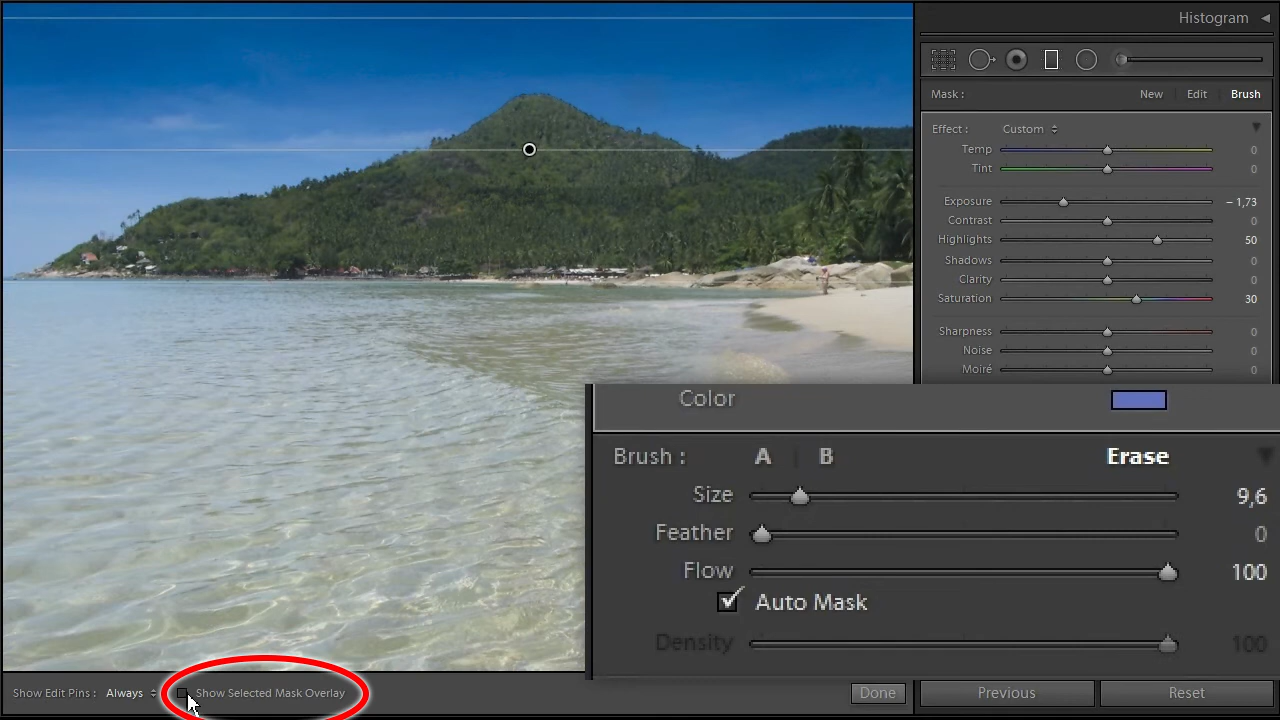 Histogram
Mask : New Edit Brush
Effect : Custom
Temp 0
Tint 0
Exposure – 1,73
Contrast 0
Highlights 50
Shadows 0
Clarity 0
Saturation 30
Sharpness 0
Noise 0
Moiré 0
Color
Brush : A B Erase
Size 9,6
Feather 0
Flow 100
Auto Mask
Density 100
Show Edit Pins : Always Show Selected Mask Overlay Done Previous Reset